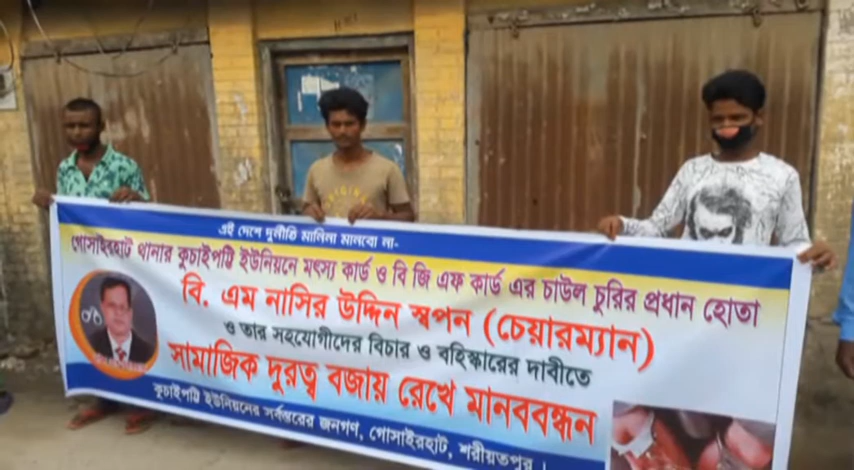 এই দেশে দুর্নীতি মানিনা মানবো না-
গোসাইরহাট থানার কুচাইপট্টি ইউনিয়নে মৎস্য কার্ড ও বি জি এফ কার্ড এর চাউল চুরির প্রধান হোতা
বি. এম নাসির উদ্দিন স্বপন (চেয়ারম্যান)
ও তার সহযোগীদের বিচার ও বহিস্কারের দাবীতে
সামাজিক দুরত্ব বজায় রেখে মানববন্ধন
কুচাইপট্টি ইউনিয়নের সর্বস্তরের জনগণ, গোসাইরহাট, শরীয়তপুর ।